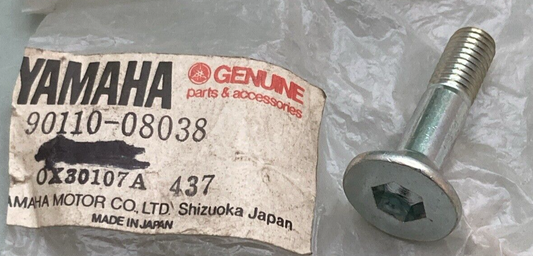 YAMAHA GENUINE
parts & accessories
90110-08038
0X30107A 437
YAMAHA MOTOR CO., LTD. Shizuoka Japan
MADE IN JAPAN